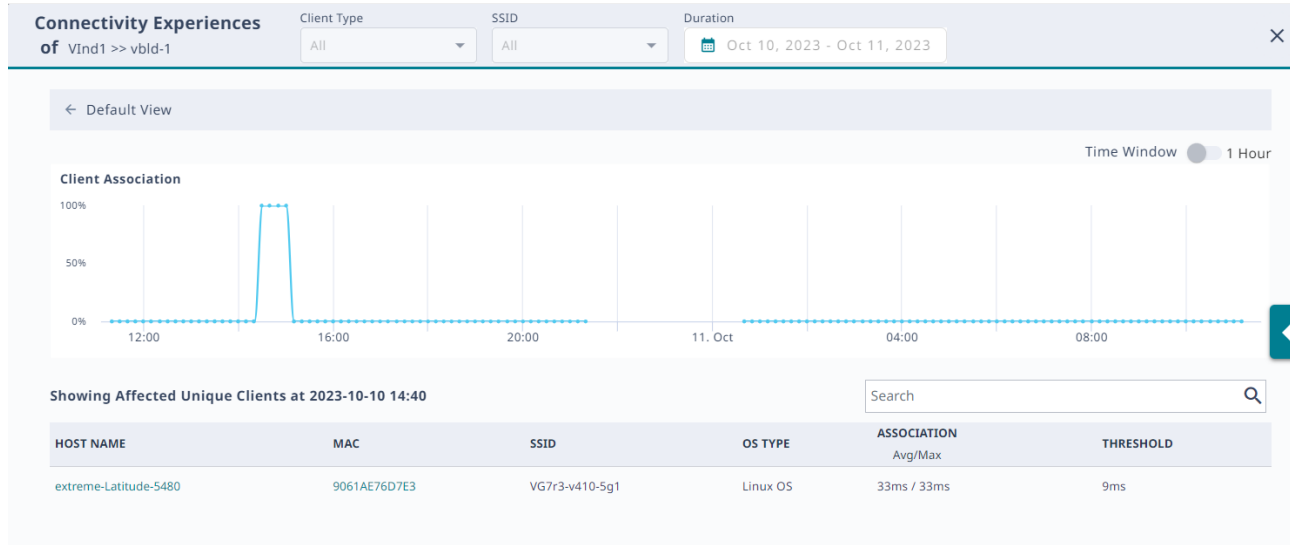 Connectivity Experiences
of VInd1 >> vbld-1
Client Type
All
SSID
All
Duration
Oct 10, 2023 - Oct 11, 2023
← Default View
Time Window 1 Hour
Client Association
100%
50%
0%
12:00 16:00 20:00 11. Oct 04:00 08:00
Showing Affected Unique Clients at 2023-10-10 14:40
Search
HOST NAME MAC SSID OS TYPE ASSOCIATION Avg/Max THRESHOLD
extreme-Latitude-5480 9061AE76D7E3 VG7r3-v410-5g1 Linux OS 33ms / 33ms 9ms